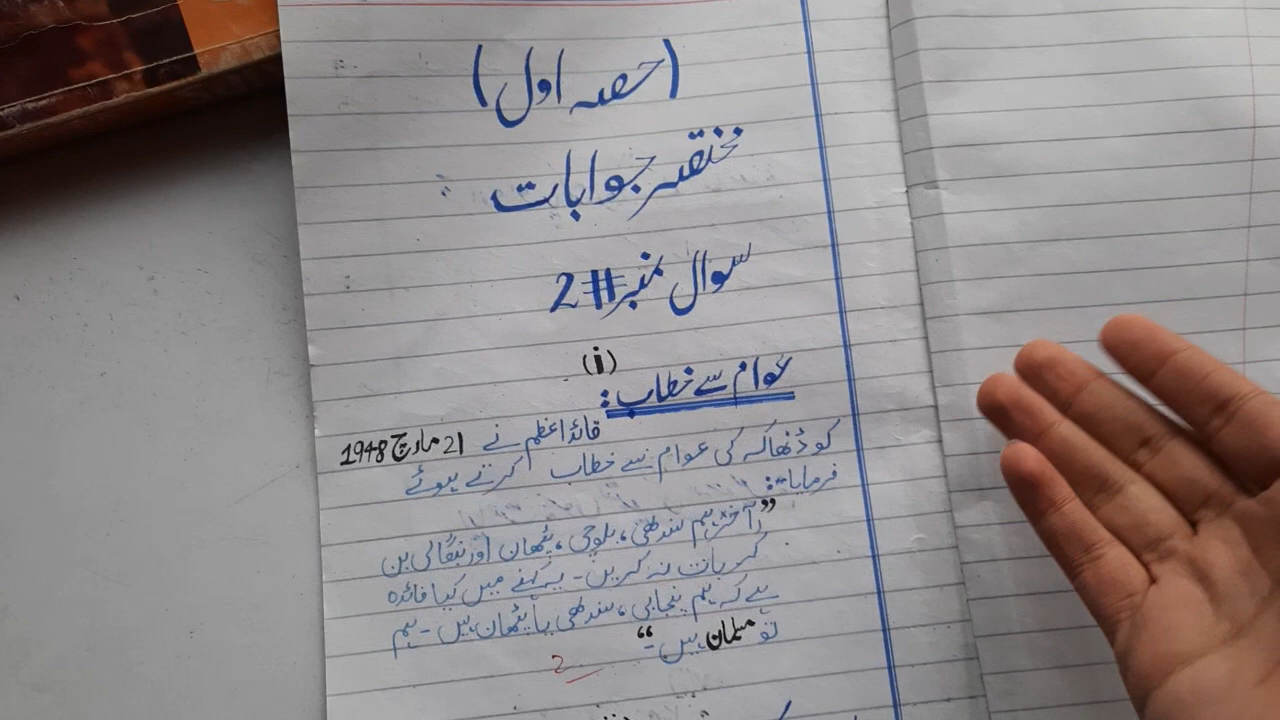 (حصہ اول)
مختصر جوابات
سوال نمبر # 2
(i)
عوام سے خطاب:
قائداعظم نے 21 مارچ 1948
کو ڈھاکہ کی عوام سے خطاب کرتے ہوئے
فرمایا:
”آخر ہم سندھی، بلوچی، پٹھان اور بنگالی بن
کر بات نہ کریں۔ یہ کہنے میں کیا فائدہ
ہے کہ ہم پنجابی، سندھی یا پٹھان ہیں۔ ہم
تو مسلمان ہیں۔“
2